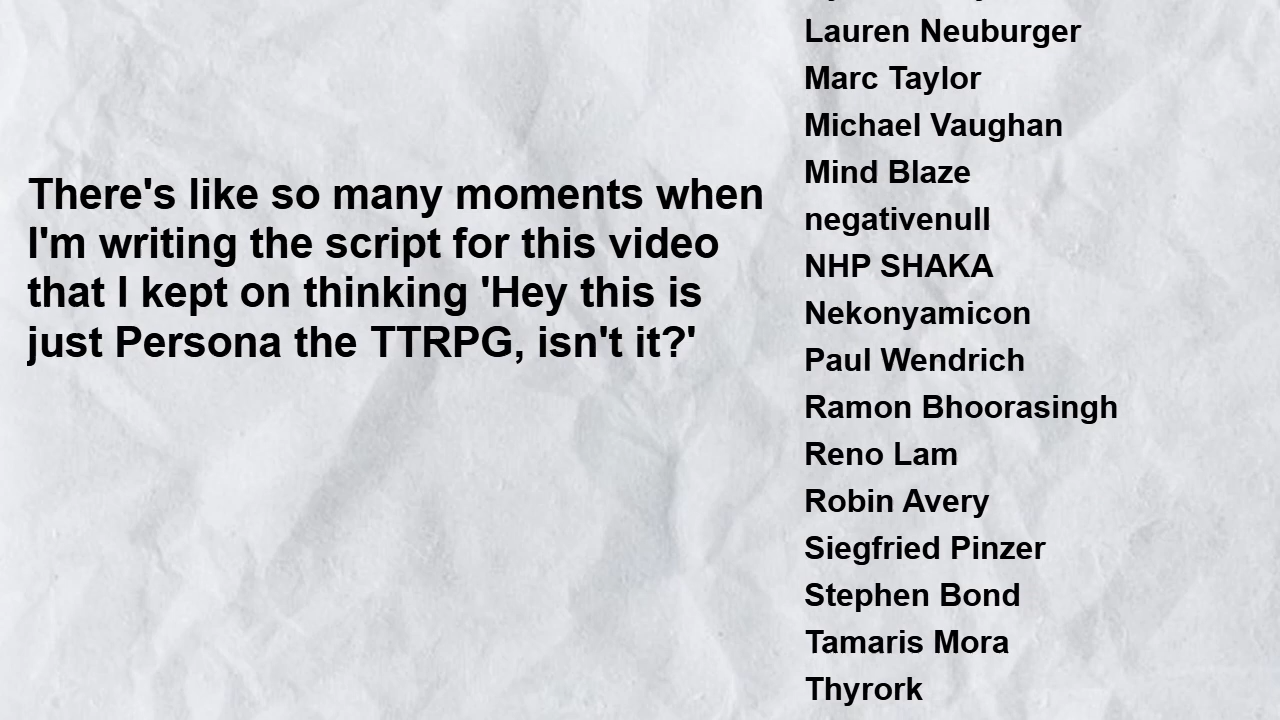 There's like so many moments when
I'm writing the script for this video
that I kept on thinking 'Hey this is
just Persona the TTRPG, isn't it?'
Lauren Neuburger
Marc Taylor
Michael Vaughan
Mind Blaze
negativenull
NHP SHAKA
Nekonyamicon
Paul Wendrich
Ramon Bhoorasingh
Reno Lam
Robin Avery
Siegfried Pinzer
Stephen Bond
Tamaris Mora
Thyrork